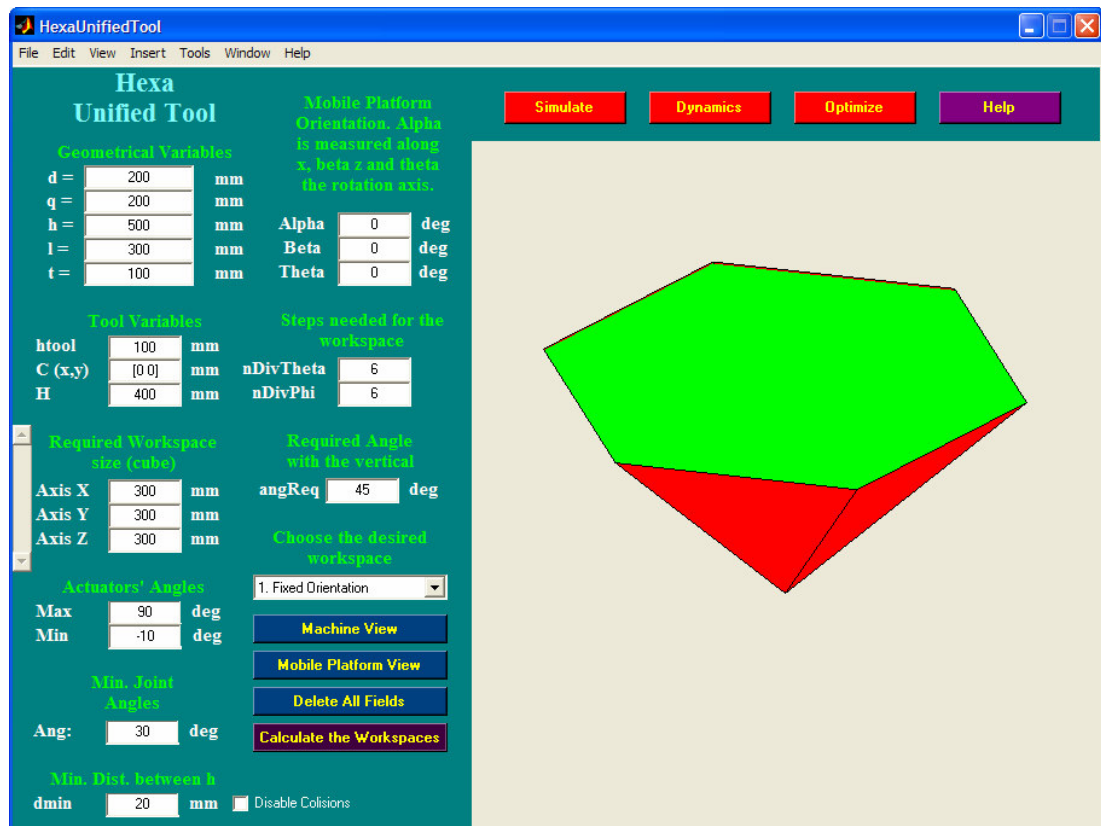 HexaUnifiedTool
File Edit View Insert Tools Window Help
Hexa
Unified Tool
Geometrical Variables
d = 200 mm
q = 200 mm
h = 500 mm
l = 300 mm
t = 100 mm
Mobile Platform
Orientation. Alpha
is measured along
x, beta z and theta
the rotation axis.
Alpha 0 deg
Beta 0 deg
Theta 0 deg
Simulate Dynamics Optimize Help
Tool Variables
htool 100 mm
C (x,y) [0 0] mm
H 400 mm
Steps needed for the
workspace
nDivTheta 6
nDivPhi 6
Required Workspace
size (cube)
Axis X 300 mm
Axis Y 300 mm
Axis Z 300 mm
Required Angle
with the vertical
angReq 45 deg
Choose the desired
workspace
1. Fixed Orientation
Machine View
Mobile Platform View
Delete All Fields
Calculate the Workspaces
Actuators' Angles
Max 90 deg
Min -10 deg
Min. Joint
Angles
Ang: 30 deg
Min. Dist. between h
dmin 20 mm
Disable Colisions